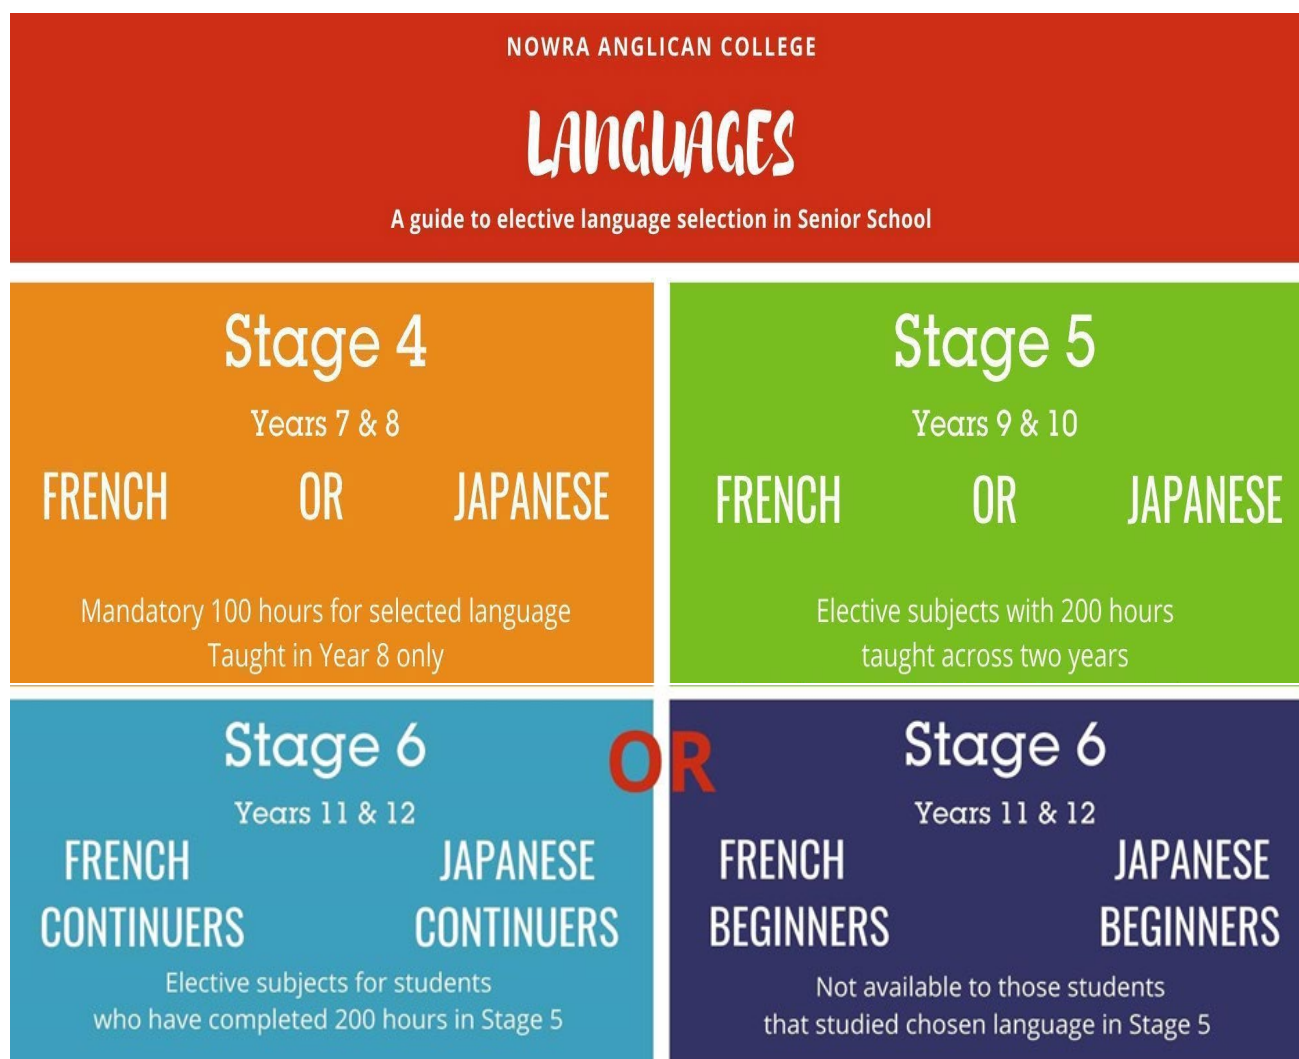 NOWRA ANGLICAN COLLEGE
LANGUAGES
A guide to elective language selection in Senior School
Stage 4
Years 7 & 8
FRENCH OR JAPANESE
Mandatory 100 hours for selected language
Taught in Year 8 only
Stage 5
Years 9 & 10
FRENCH OR JAPANESE
Elective subjects with 200 hours
taught across two years
Stage 6
Years 11 & 12
FRENCH JAPANESE
CONTINUERS CONTINUERS
Elective subjects for students
who have completed 200 hours in Stage 5
OR
Stage 6
Years 11 & 12
FRENCH JAPANESE
BEGINNERS BEGINNERS
Not available to those students
that studied chosen language in Stage 5